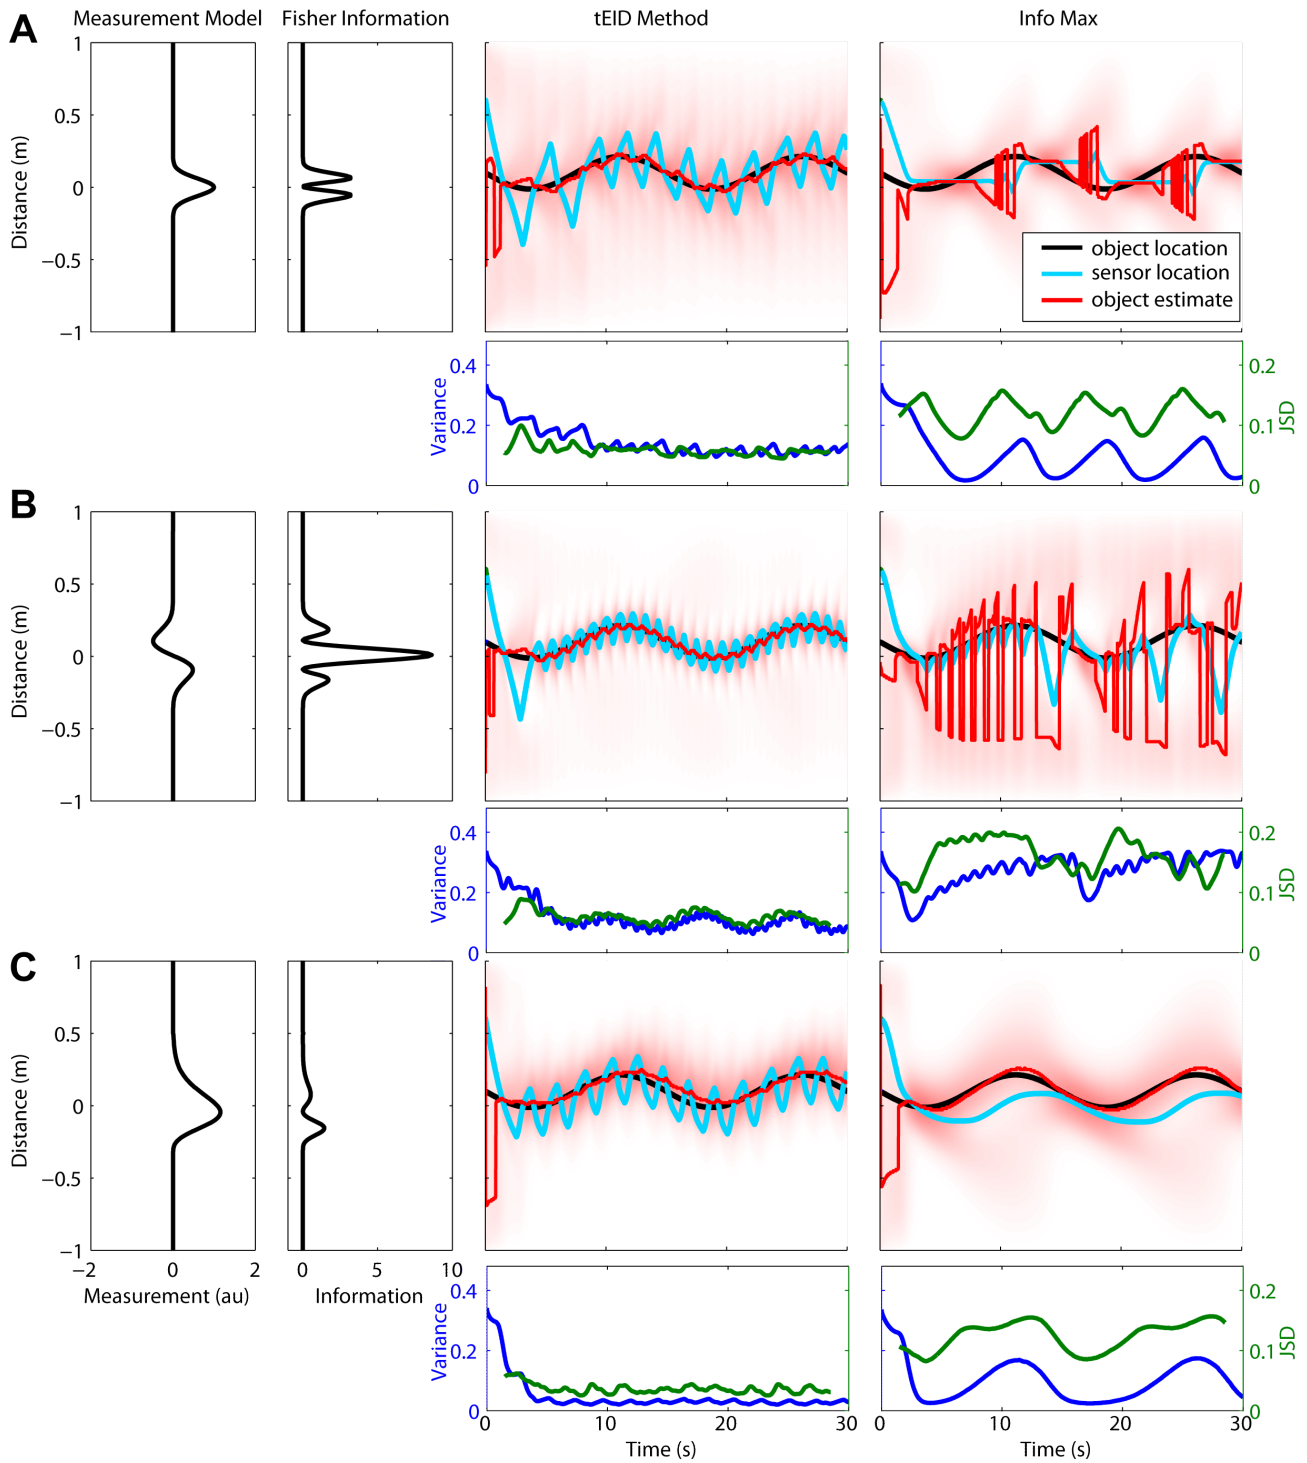 A
Measurement Model
Fisher Information
tEID Method
Info Max
1
0.5
0
−0.5
−1
Distance (m)
object location
sensor location
object estimate
0.4
0.2
0
Variance
0.2
0.1
0
JSD
B
1
0.5
0
−0.5
−1
Distance (m)
0.4
0.2
0
Variance
0.2
0.1
0
JSD
C
1
0.5
0
−0.5
−1
Distance (m)
−2 0 2
Measurement (au)
0 5 10
Information
0.4
0.2
0
Variance
0.2
0.1
0
JSD
0 10 20 30
Time (s)
0 10 20 30
Time (s)